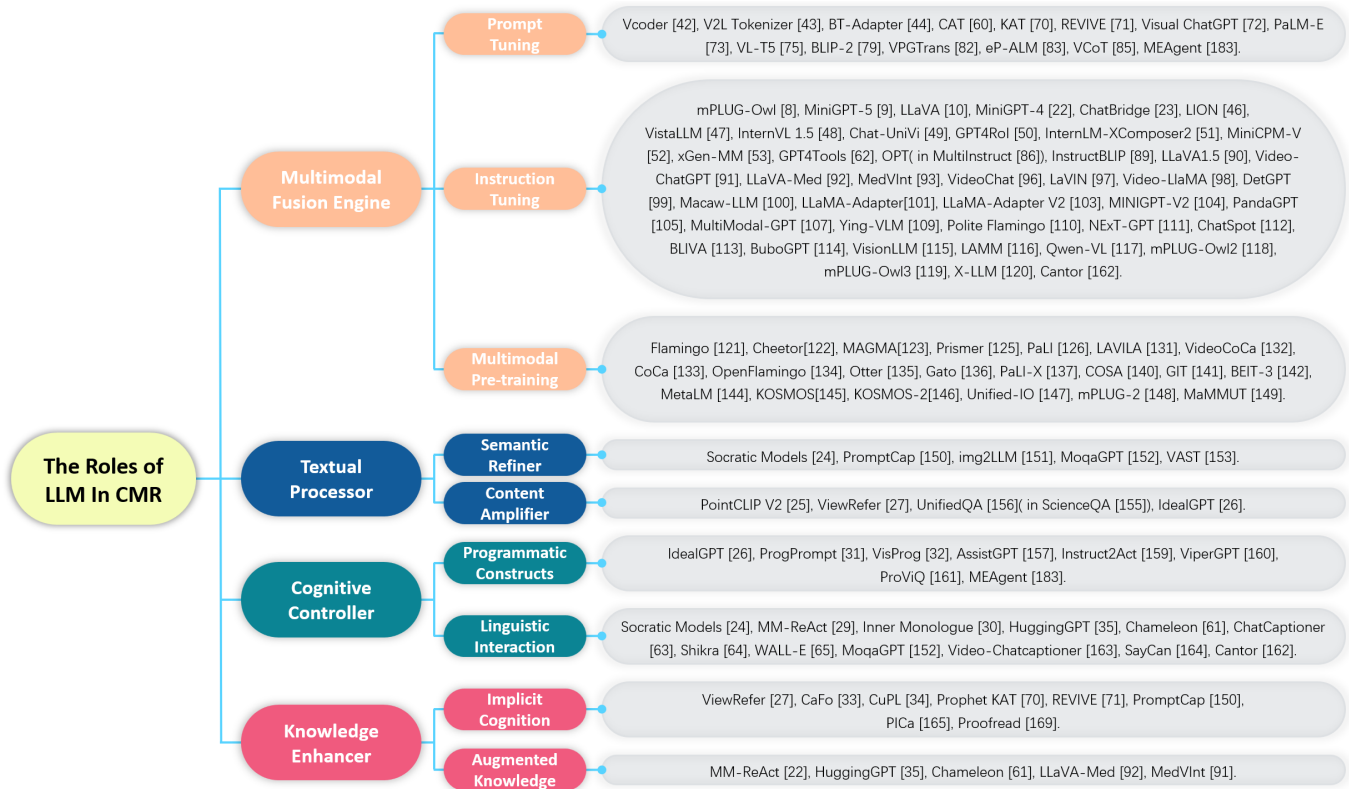 The Roles of
LLM In CMR
Multimodal
Fusion Engine
Prompt
Tuning
Vcoder [42], V2L Tokenizer [43], BT-Adapter [44], CAT [60], KAT [70], REVIVE [71], Visual ChatGPT [72], PaLM-E
[73], VL-T5 [75], BLIP-2 [79], VPGTrans [82], eP-ALM [83], VCoT [85], MEAgent [183].
Instruction
Tuning
mPLUG-Owl [8], MiniGPT-5 [9], LLaVA [10], MiniGPT-4 [22], ChatBridge [23], LION [46],
VistaLLM [47], InternVL 1.5 [48], Chat-UniVi [49], GPT4RoI [50], InternLM-XComposer2 [51], MiniCPM-V
[52], xGen-MM [53], GPT4Tools [62], OPT( in MultiInstruct [86]), InstructBLIP [89], LLaVA1.5 [90], Video-
ChatGPT [91], LLaVA-Med [92], MedVInt [93], VideoChat [96], LaVIN [97], Video-LlaMA [98], DetGPT
[99], Macaw-LLM [100], LLaMA-Adapter[101], LLaMA-Adapter V2 [103], MINIGPT-V2 [104], PandaGPT
[105], MultiModal-GPT [107], Ying-VLM [109], Polite Flamingo [110], NExT-GPT [111], ChatSpot [112],
BLIVA [113], BuboGPT [114], VisionLLM [115], LAMM [116], Qwen-VL [117], mPLUG-Owl2 [118],
mPLUG-Owl3 [119], X-LLM [120], Cantor [162].
Multimodal
Pre-training
Flamingo [121], Cheetor[122], MAGMA[123], Prismer [125], PaLI [126], LAVILA [131], VideoCoCa [132],
CoCa [133], OpenFlamingo [134], Otter [135], Gato [136], PaLI-X [137], COSA [140], GIT [141], BEIT-3 [142],
MetaLM [144], KOSMOS[145], KOSMOS-2[146], Unified-IO [147], mPLUG-2 [148], MaMMUT [149].
Textual
Processor
Semantic
Refiner
Socratic Models [24], PromptCap [150], img2LLM [151], MoqaGPT [152], VAST [153].
Content
Amplifier
PointCLIP V2 [25], ViewRefer [27], UnifiedQA [156]( in ScienceQA [155]), IdealGPT [26].
Cognitive
Controller
Programmatic
Constructs
IdealGPT [26], ProgPrompt [31], VisProg [32], AssistGPT [157], Instruct2Act [159], ViperGPT [160],
ProViQ [161], MEAgent [183].
Linguistic
Interaction
Socratic Models [24], MM-ReAct [29], Inner Monologue [30], HuggingGPT [35], Chameleon [61], ChatCaptioner
[63], Shikra [64], WALL-E [65], MoqaGPT [152], Video-Chatcaptioner [163], SayCan [164], Cantor [162].
Knowledge
Enhancer
Implicit
Cognition
ViewRefer [27], CaFo [33], CuPL [34], Prophet KAT [70], REVIVE [71], PromptCap [150],
PICa [165], Proofread [169].
Augmented
Knowledge
MM-ReAct [22], HuggingGPT [35], Chameleon [61], LLaVA-Med [92], MedVInt [91].